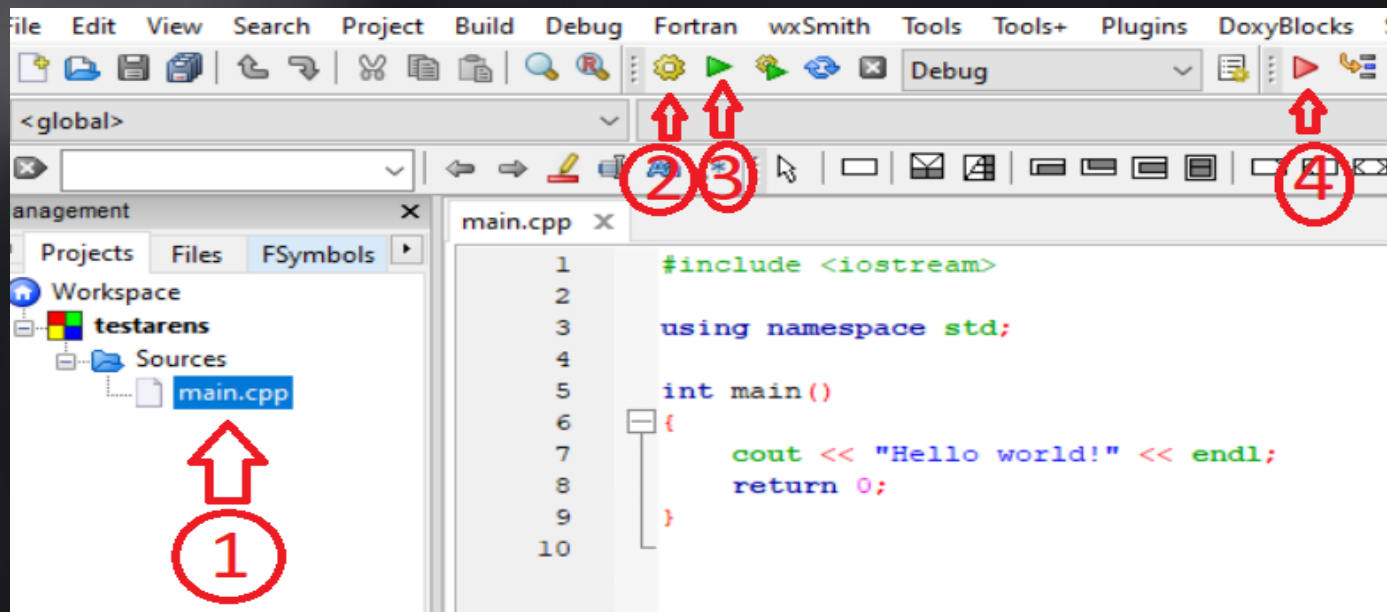 File Edit View Search Project Build Debug Fortran wxSmith Tools Tools+ Plugins DoxyBlocks
Debug
<global>
2 3 4
anagement
main.cpp
Projects Files FSymbols
Workspace
testarens
Sources
main.cpp
1
1 #include <iostream>
2
3 using namespace std;
4
5 int main()
6 {
7 cout << "Hello world!" << endl;
8 return 0;
9 }
10